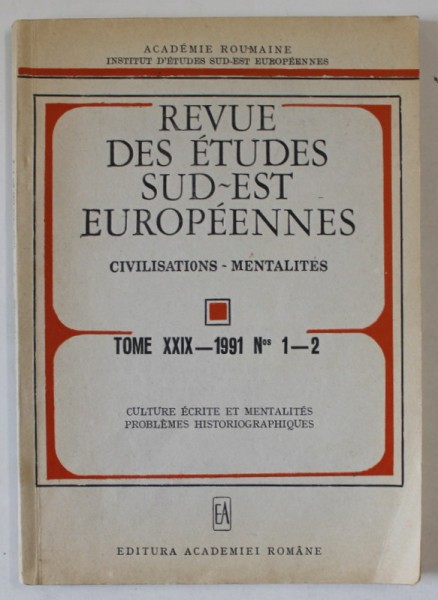 ACADÉMIE ROUMAINE
INSTITUT D'ÉTUDES SUD-EST EUROPÉENNES
REVUE
DES ÉTUDES
SUD~EST
EUROPÉENNES
CIVILISATIONS - MENTALITÉS
TOME XXIX—1991 Nos 1—2
CULTURE ÉCRITE ET MENTALITÉS
PROBLÈMES HISTORIOGRAPHIQUES
EA
EDITURA ACADEMIEI ROMÂNE